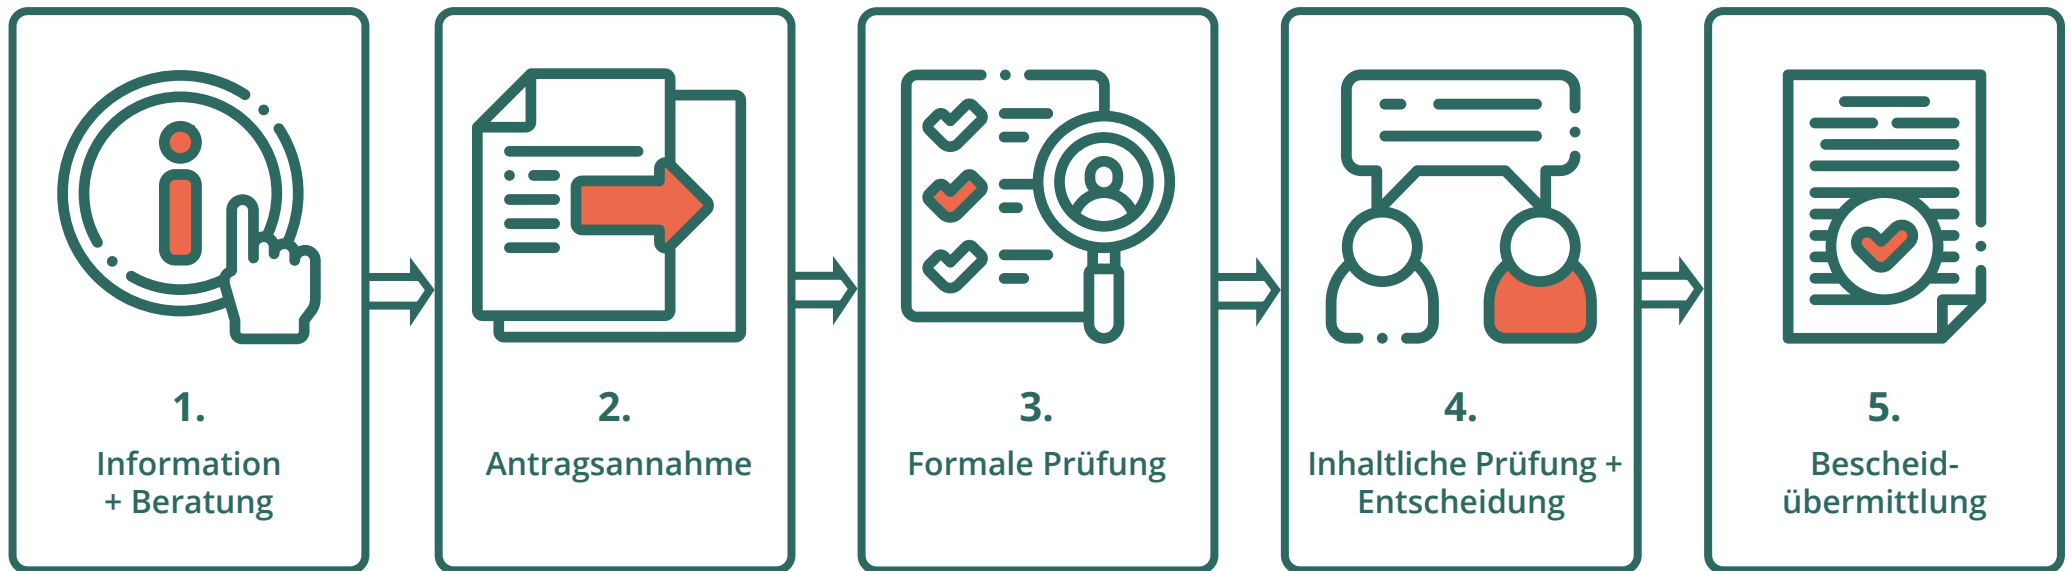 1.
Information
+ Beratung
2.
Antragsannahme
3.
Formale Prüfung
4.
Inhaltliche Prüfung +
Entscheidung
5.
Bescheid-
übermittlung